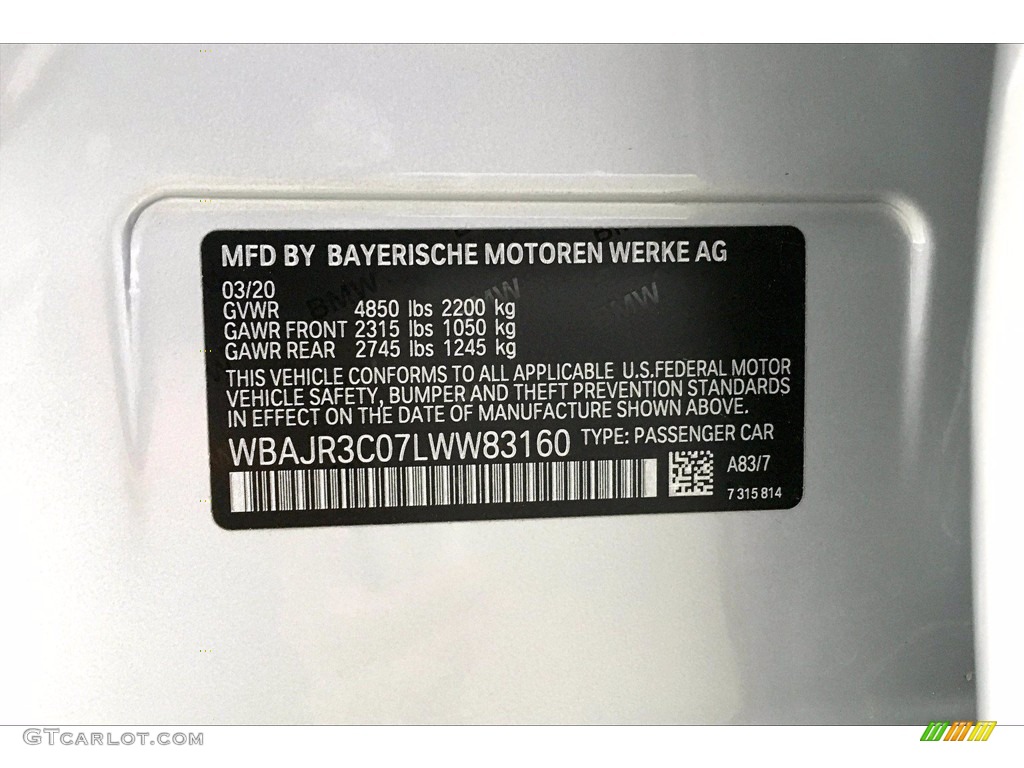 MFD BY BAYERISCHE MOTOREN WERKE AG
03/20
GVWR 4850 lbs 2200 kg
GAWR FRONT 2315 lbs 1050 kg
GAWR REAR 2745 lbs 1245 kg
THIS VEHICLE CONFORMS TO ALL APPLICABLE U.S.FEDERAL MOTOR
VEHICLE SAFETY, BUMPER AND THEFT PREVENTION STANDARDS
IN EFFECT ON THE DATE OF MANUFACTURE SHOWN ABOVE.
WBAJR3C07LWW83160 TYPE: PASSENGER CAR
A83/7
7 315 814
GTcarlot.com